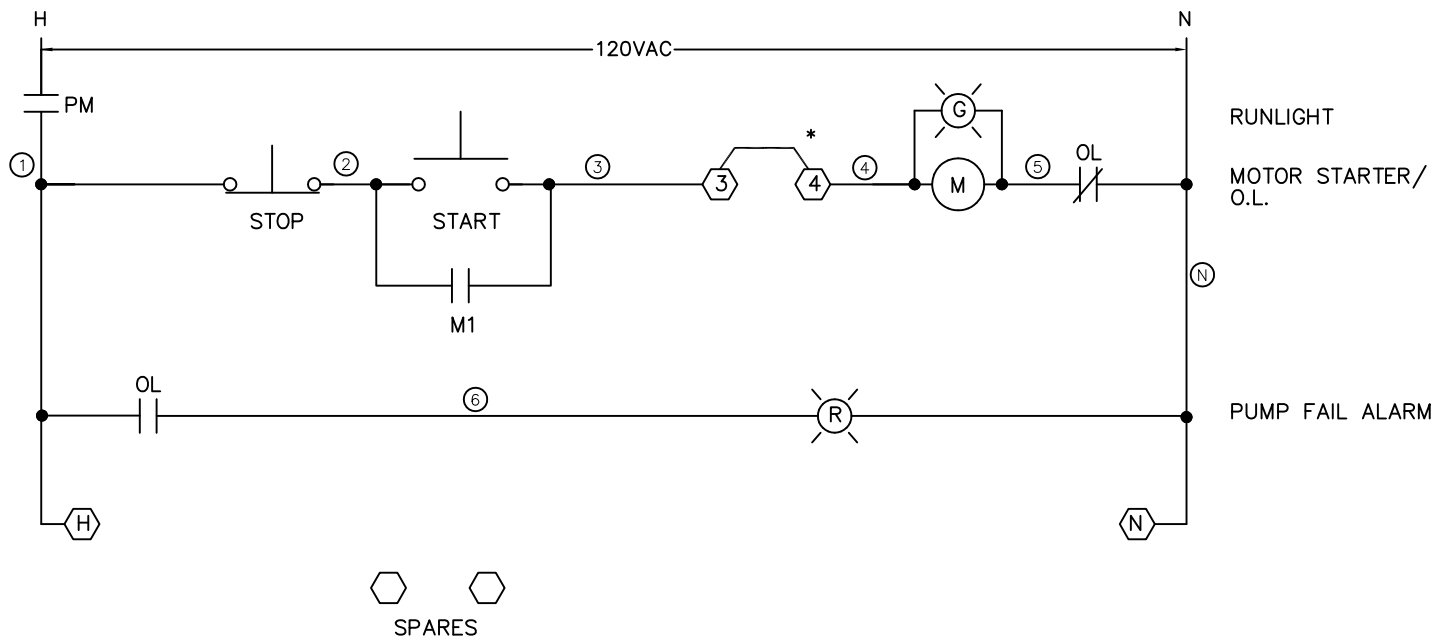 H
N
120VAC
PM
G
RUNLIGHT
*
1
2
3
3
4
4
M
5
OL
MOTOR STARTER/
O.L.
STOP
START
N
M1
OL
6
R
PUMP FAIL ALARM
H
N
SPARES